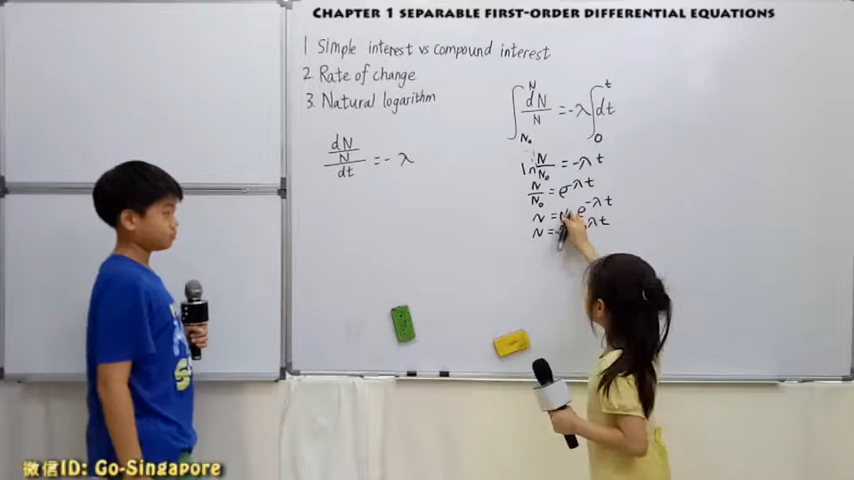 CHAPTER 1 SEPARABLE FIRST-ORDER DIFFERENTIAL EQUATIONS
1 Simple interest vs compound interest
2 Rate of change
3. Natural logarithm
dN/N / dt = - λ
∫_{N₀}^{N} dN/N = -λ ∫_{0}^{t} dt
ln N/N₀ = -λt
N/N₀ = e^{-λt}
N = N₀e^{-λt}
N =
λt
微信ID: Go-Singapore